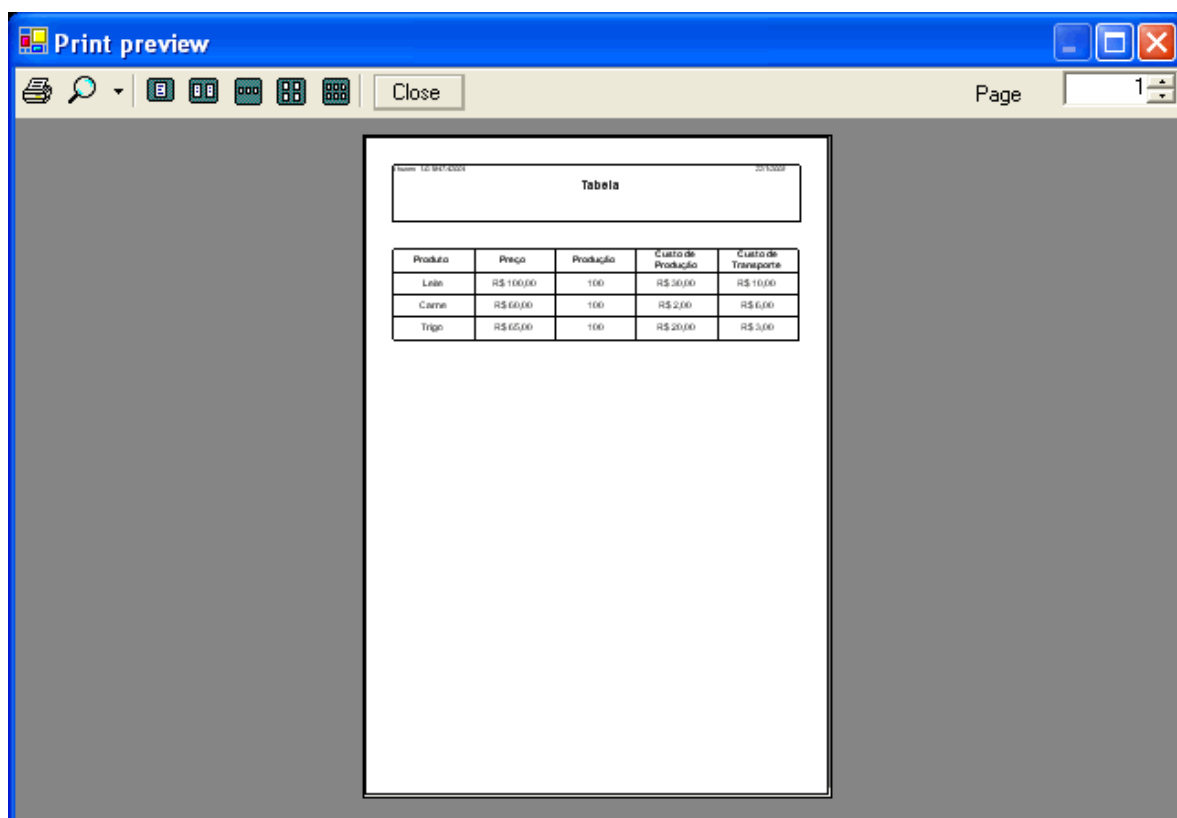 Print preview
Close Page 1
Tabela
Produto Preço Produção Custo de Produção Custo de Transporte
R$ 100,00 100 R$ 30,00 R$ 10,00
Carne R$ 60,00 100 R$ 2,00 R$ 6,00
Trigo R$ 65,00 100 R$ 20,00 R$ 3,00